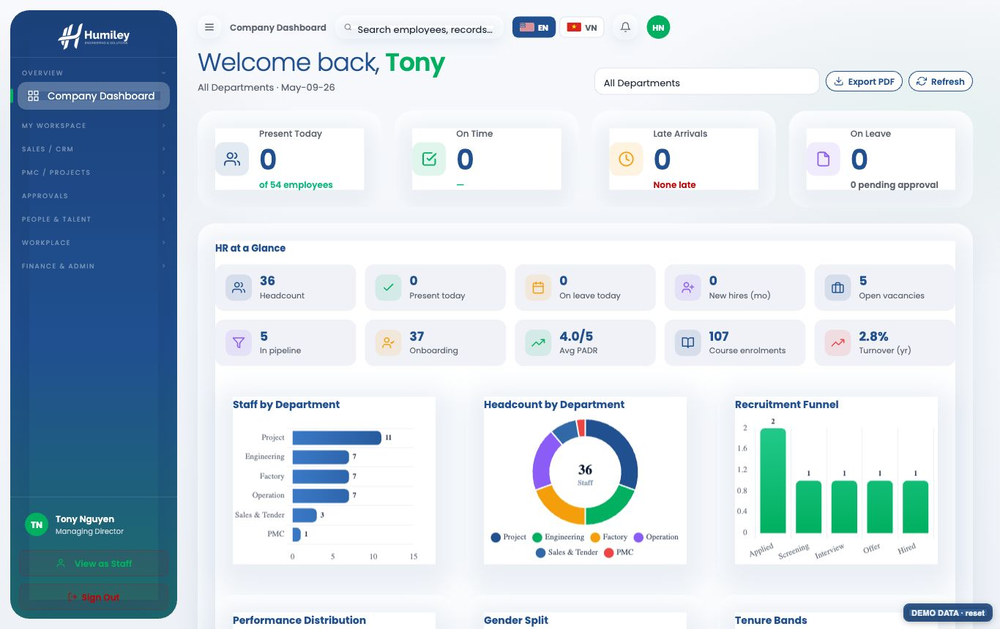 Humiley
ENGINEERING & SOLUTIONS
Company Dashboard
Search employees, records...
EN
VN
HN
OVERVIEW
Company Dashboard
MY WORKSPACE
SALES / CRM
PMC / PROJECTS
APPROVALS
PEOPLE & TALENT
WORKPLACE
FINANCE & ADMIN
TN
Tony Nguyen
Managing Director
View as Staff
Sign Out
Welcome back, Tony
All Departments · May-09-26
All Departments
Export PDF
Refresh
Present Today
0
of 54 employees
On Time
0
—
Late Arrivals
0
None late
On Leave
0
0 pending approval
HR at a Glance
36
Headcount
0
Present today
0
On leave today
0
New hires (mo)
5
Open vacancies
5
In pipeline
37
Onboarding
4.0/5
Avg PADR
107
Course enrolments
2.8%
Turnover (yr)
Staff by Department
Project 11
Engineering 7
Factory 7
Operation 7
Sales & Tender 3
PMC 1
0 5 10 15
Headcount by Department
36
Staff
Project Engineering Factory Operation
Sales & Tender PMC
Recruitment Funnel
2
2
1.6
1.2
1 1 1 1
0.8
0.4
0
Applied Screening Interview Offer Hired
Performance Distribution
Gender Split
Tenure Bands
DEMO DATA · reset